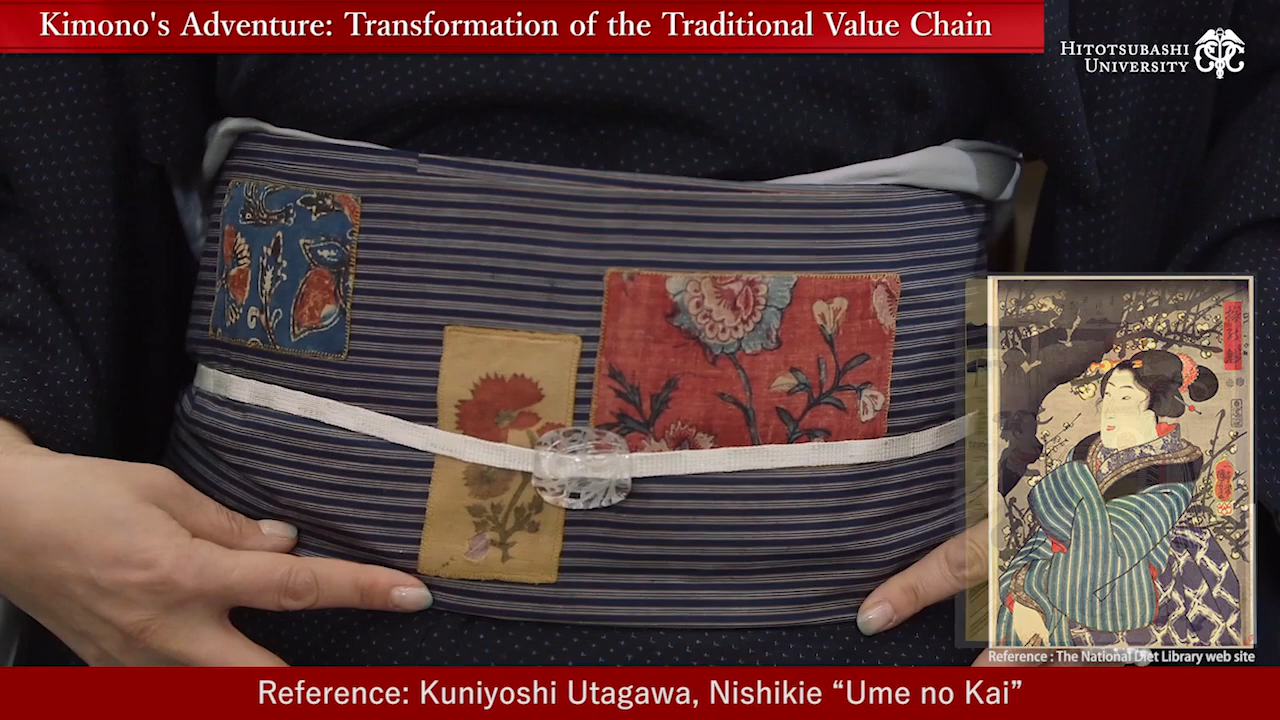 Kimono's Adventure: Transformation of the Traditional Value Chain
HITOTSUBASHI
UNIVERSITY
Reference : The National Diet Library web site
Reference: Kuniyoshi Utagawa, Nishikie “Ume no Kai”